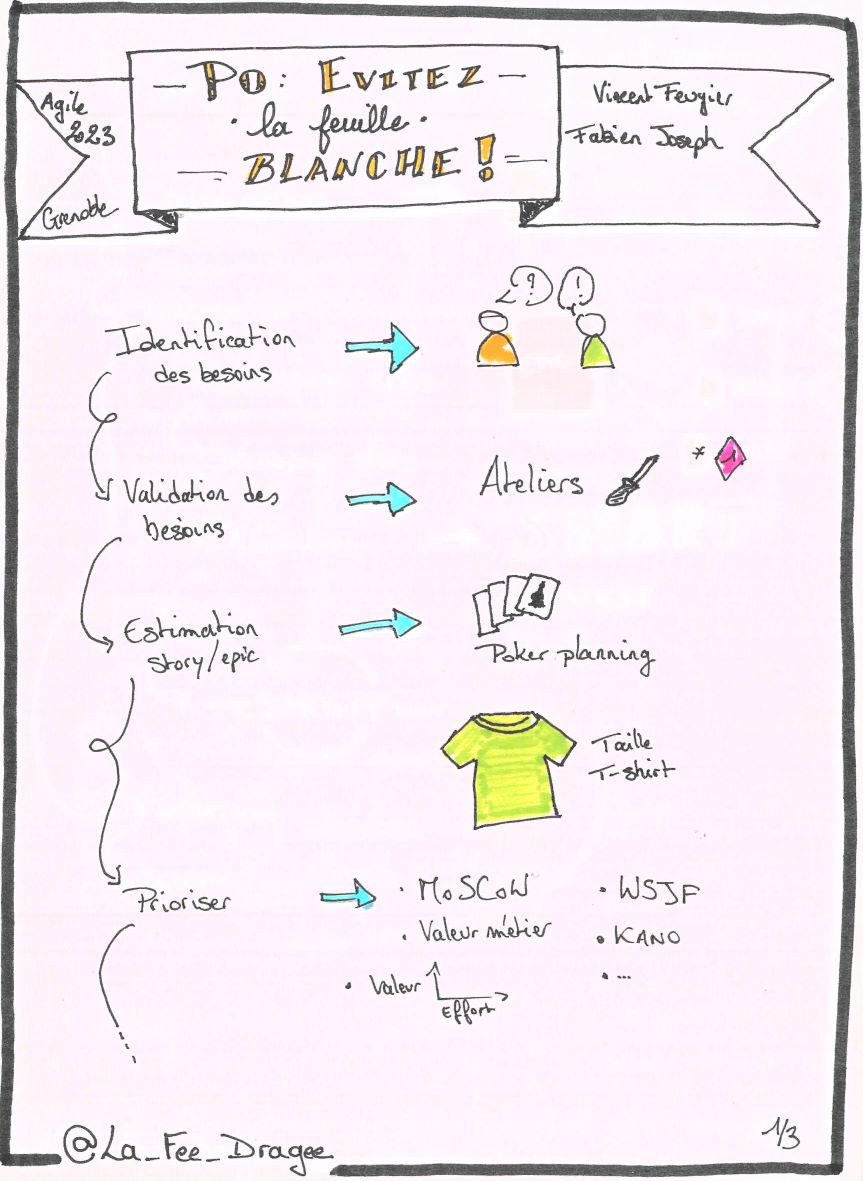 Agile
2023
Grenoble
— PO: EVITEZ —
· la feuille ·
— BLANCHE ! —
Vincent Feugier
Fabien Joseph
? !
Identification
des besoins
Validation des
besoins
Ateliers
* 1
Estimation
story/epic
Poker planning
Taille
T-shirt
Prioriser
· MoSCoW
· Valeur métier
· Valeur
Effort
· WSJF
· KANO
· ...
@La_Fee_Dragee
1/3